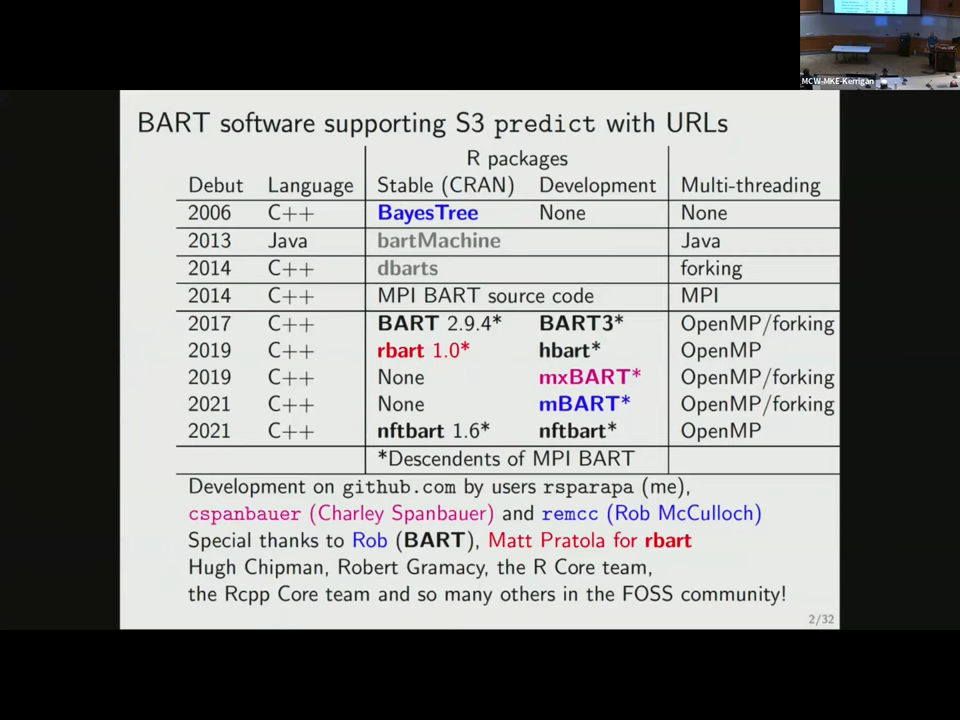 MCW-MKE-Kerrigan
BART software supporting S3 predict with URLs
R packages
Debut Language Stable (CRAN) Development Multi-threading
2006 C++ BayesTree None None
2013 Java bartMachine Java
2014 C++ dbarts forking
2014 C++ MPI BART source code MPI
2017 C++ BART 2.9.4* BART3* OpenMP/forking
2019 C++ rbart 1.0* hbart* OpenMP
2019 C++ None mxBART* OpenMP/forking
2021 C++ None mBART* OpenMP/forking
2021 C++ nftbart 1.6* nftbart* OpenMP
*Descendents of MPI BART
Development on github.com by users rsparapa (me),
cspanbauer (Charley Spanbauer) and remcc (Rob McCulloch)
Special thanks to Rob (BART), Matt Pratola for rbart
Hugh Chipman, Robert Gramacy, the R Core team,
the Rcpp Core team and so many others in the FOSS community!
2/32